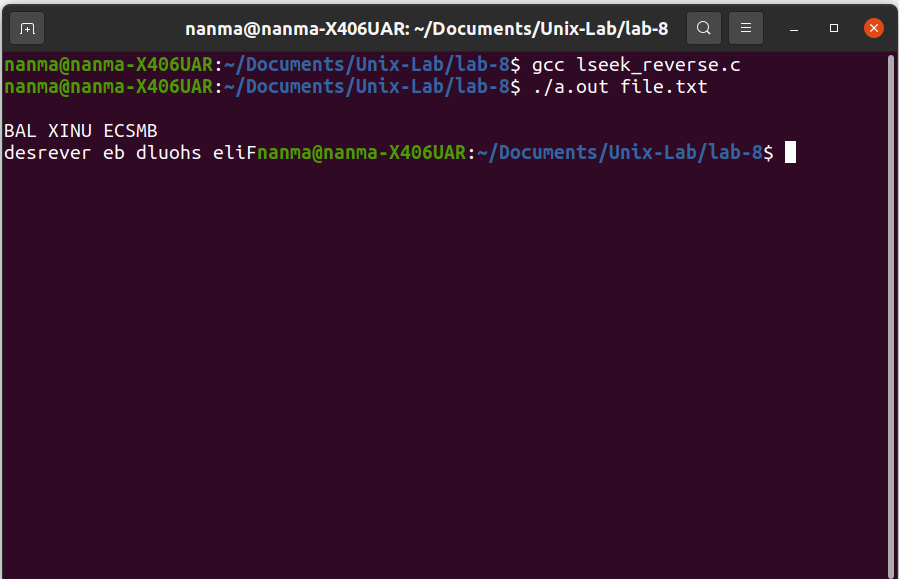 nanma@nanma-X406UAR: ~/Documents/Unix-Lab/lab-8
nanma@nanma-X406UAR:~/Documents/Unix-Lab/lab-8$ gcc lseek_reverse.c
nanma@nanma-X406UAR:~/Documents/Unix-Lab/lab-8$ ./a.out file.txt
BAL XINU ECSMB
desrever eb dluohs eliFnanma@nanma-X406UAR:~/Documents/Unix-Lab/lab-8$